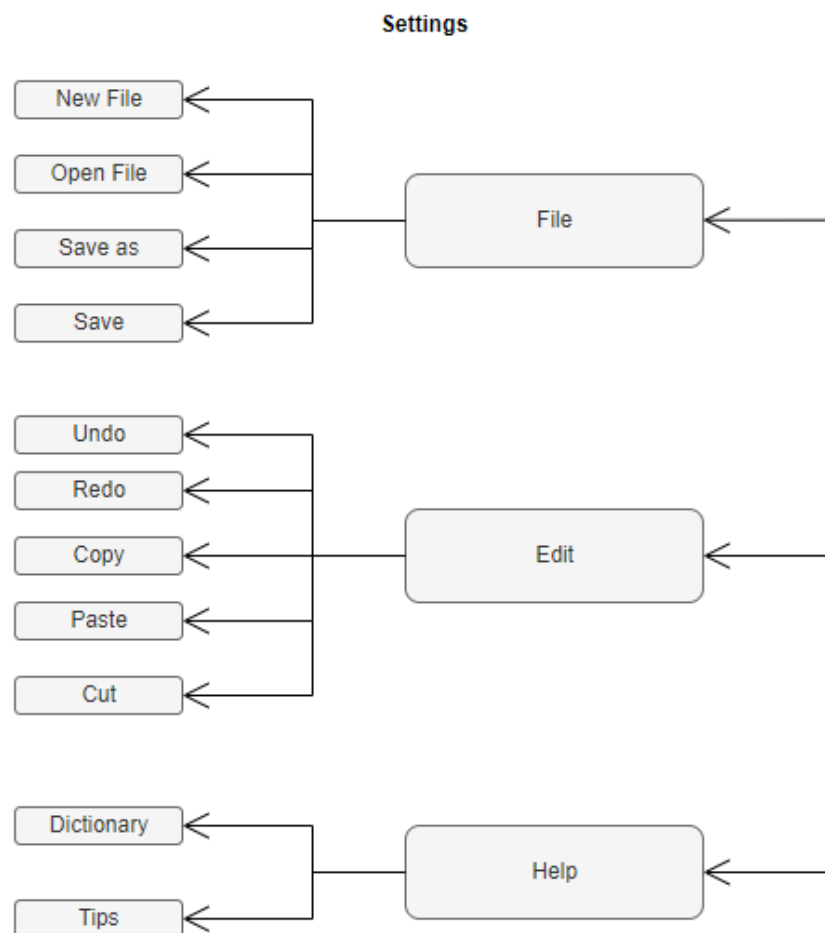 Settings
New File
Open File
Save as
Save
File
Undo
Redo
Copy
Paste
Cut
Edit
Dictionary
Tips
Help